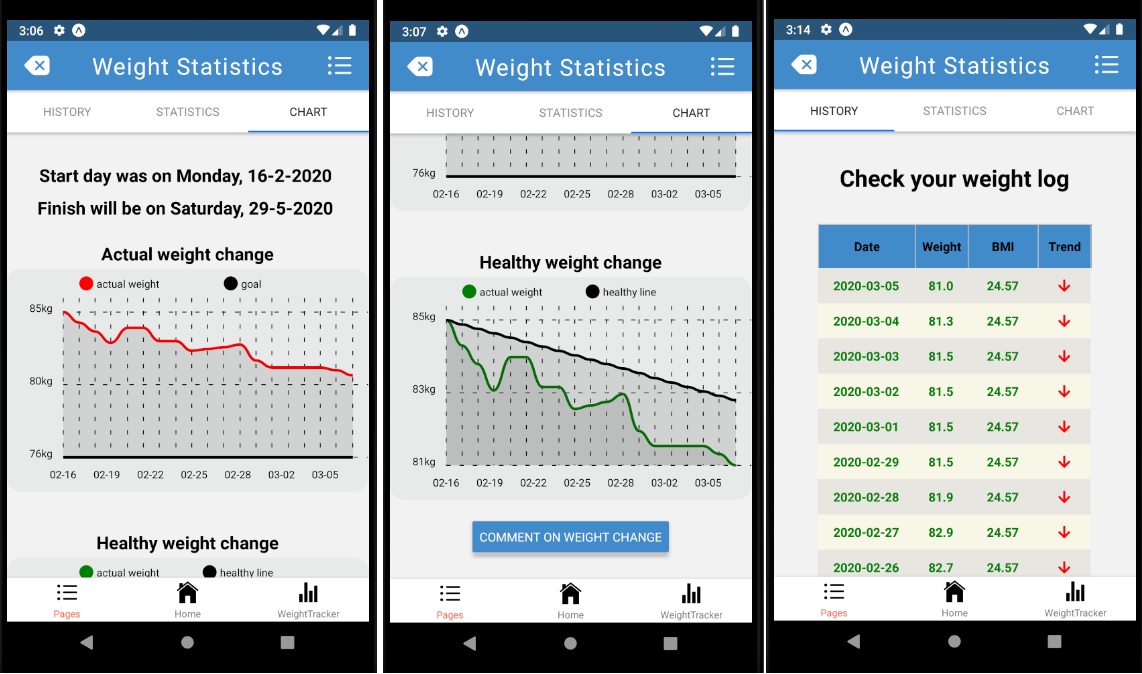 3:06
Weight Statistics
HISTORY STATISTICS CHART
Start day was on Monday, 16-2-2020
Finish will be on Saturday, 29-5-2020
Actual weight change
actual weight goal
85kg
80kg
76kg
02-16 02-19 02-22 02-25 02-28 03-02 03-05
Healthy weight change
actual weight healthy line
Pages Home WeightTracker
3:07
Weight Statistics
HISTORY STATISTICS CHART
76kg
02-16 02-19 02-22 02-25 02-28 03-02 03-05
Healthy weight change
actual weight healthy line
85kg
83kg
81kg
02-16 02-19 02-22 02-25 02-28 03-02 03-05
COMMENT ON WEIGHT CHANGE
Pages Home WeightTracker
3:14
Weight Statistics
HISTORY STATISTICS CHART
Check your weight log
Date Weight BMI Trend
2020-03-05 81.0 24.57
2020-03-04 81.3 24.57
2020-03-03 81.5 24.57
2020-03-02 81.5 24.57
2020-03-01 81.5 24.57
2020-02-29 81.5 24.57
2020-02-28 81.9 24.57
2020-02-27 82.9 24.57
2020-02-26 82.7 24.57
Pages Home WeightTracker